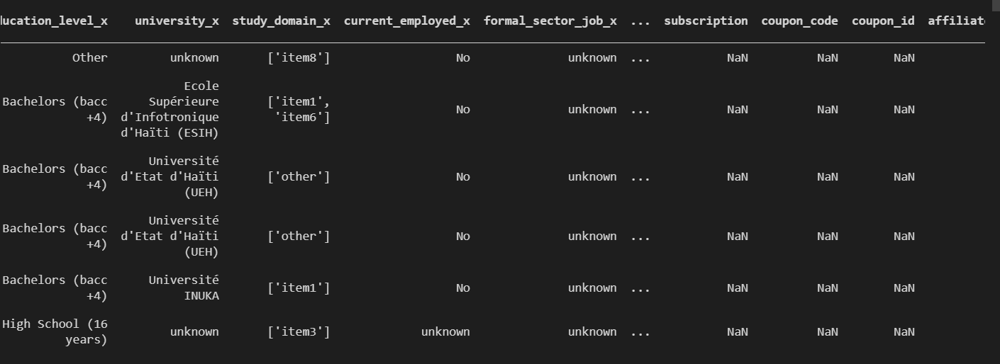 lucation_level_x university_x study_domain_x current_employed_x formal_sector_job_x ... subscription coupon_code coupon_id affiliat
Other unknown ['item8'] No unknown ... NaN NaN NaN
Ecole
Bachelors (bacc Supérieure ['item1',
+4) d'Infotronique 'item6'] No unknown ... NaN NaN NaN
d'Haïti (ESIH)
Université
Bachelors (bacc d'Etat d'Haïti ['other'] No unknown ... NaN NaN NaN
+4) (UEH)
Université
Bachelors (bacc d'Etat d'Haïti ['other'] No unknown ... NaN NaN NaN
+4) (UEH)
Bachelors (bacc Université ['item1'] No unknown ... NaN NaN NaN
+4) INUKA
High School (16 unknown ['item3'] unknown unknown ... NaN NaN NaN
years)